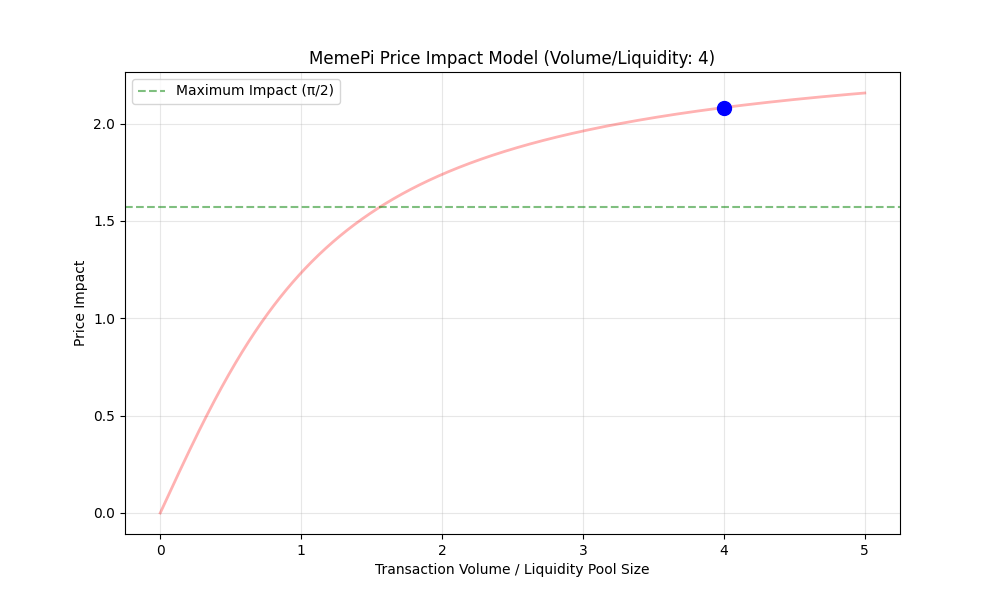 MemePi Price Impact Model (Volume/Liquidity: 4)
Maximum Impact (π/2)
Price Impact
2.0
1.5
1.0
0.5
0.0
0 1 2 3 4 5
Transaction Volume / Liquidity Pool Size